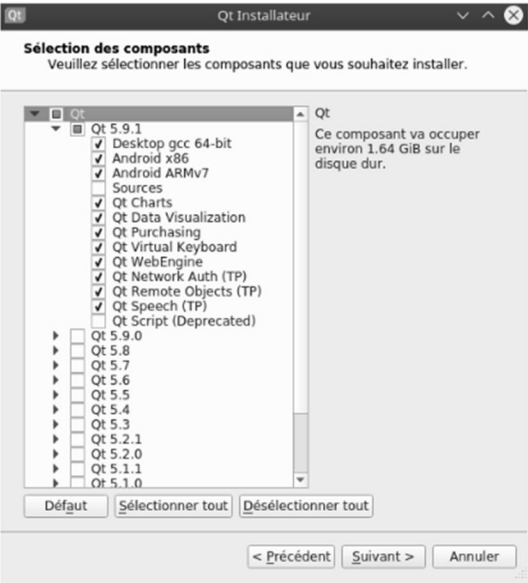 Qt Qt Installateur
Sélection des composants
Veuillez sélectionner les composants que vous souhaitez installer.
Qt
Qt 5.9.1
Desktop gcc 64-bit
Android x86
Android ARMv7
Sources
Qt Charts
Qt Data Visualization
Qt Purchasing
Qt Virtual Keyboard
Qt WebEngine
Qt Network Auth (TP)
Qt Remote Objects (TP)
Qt Speech (TP)
Qt Script (Deprecated)
Qt 5.9.0
Qt 5.8
Qt 5.7
Qt 5.6
Qt 5.5
Qt 5.4
Qt 5.3
Qt 5.2.1
Qt 5.2.0
Qt 5.1.1
Qt 5.1.0
Qt
Ce composant va occuper
environ 1.64 GiB sur le
disque dur.
Défaut Sélectionner tout Désélectionner tout
< Précédent Suivant > Annuler